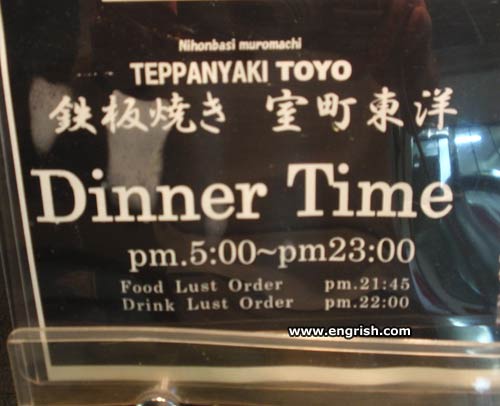 Nihonbasi muromachi
TEPPANYAKI TOYO
鉄板焼き 室町東洋
Dinner Time
pm.5:00~pm23:00
Food Lust Order pm.21:45
Drink Lust Order pm.22:00
www.engrish.com